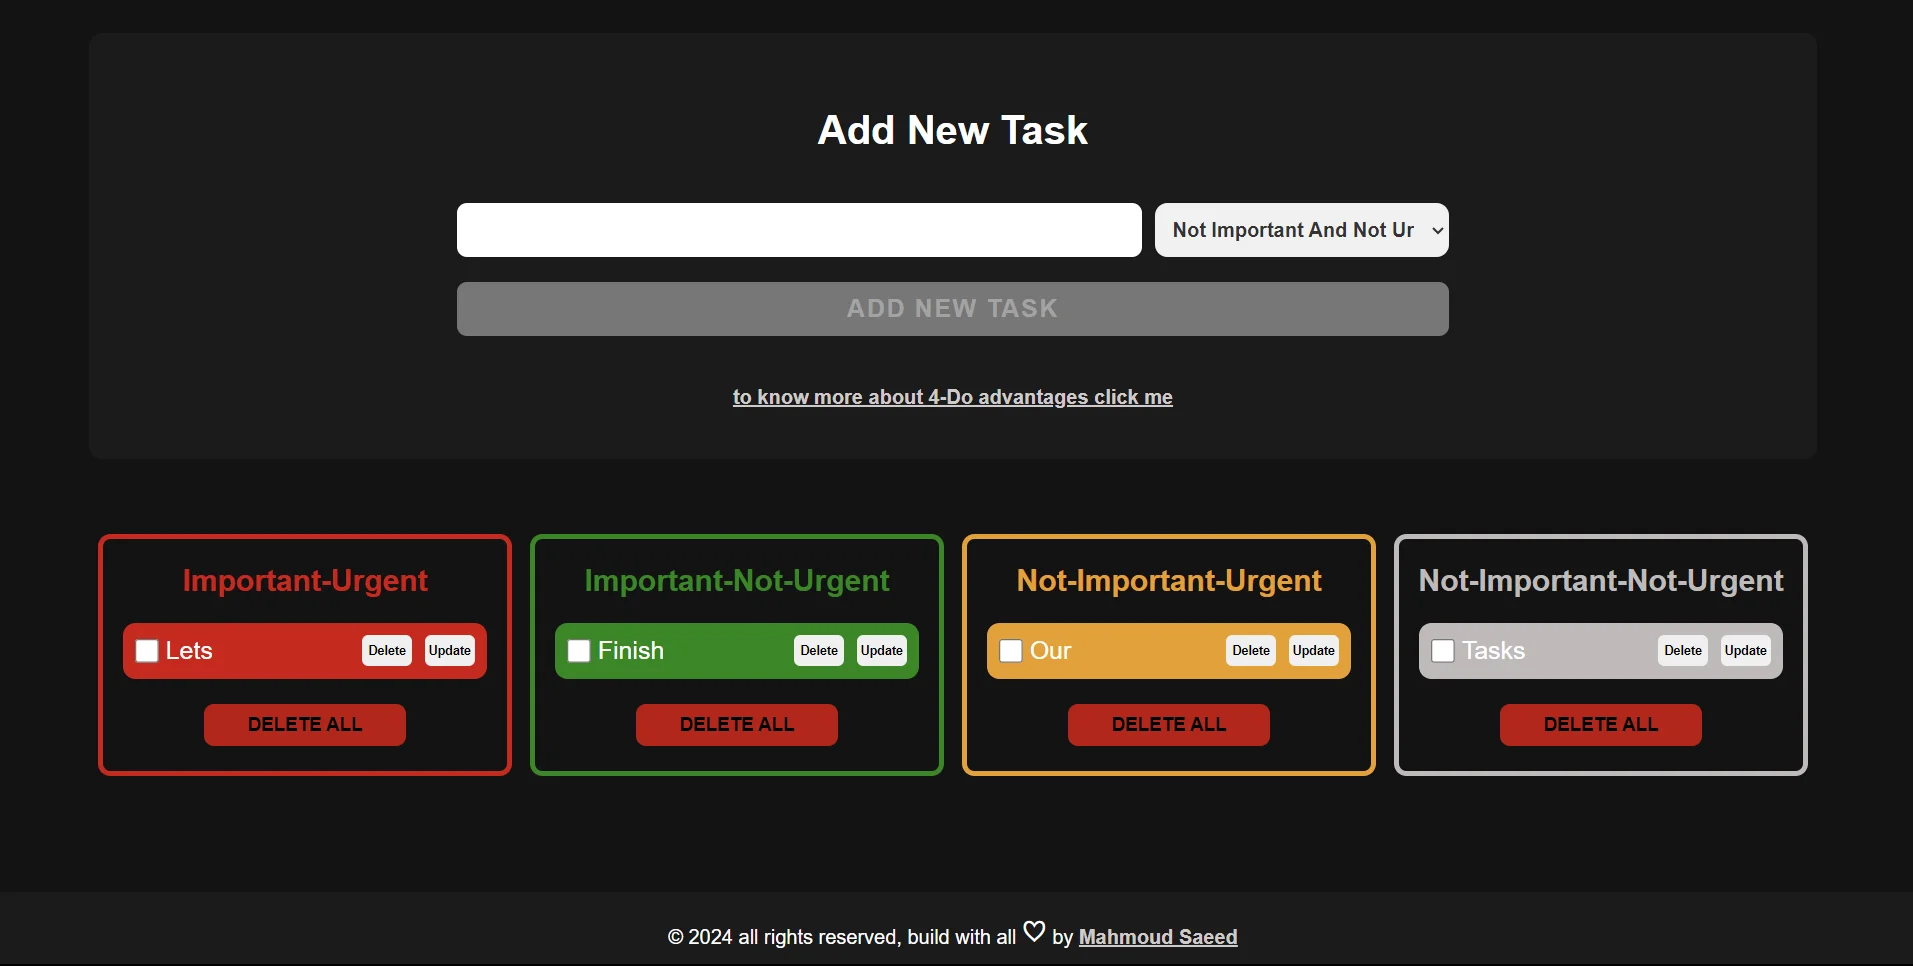 Add New Task
Not Important And Not Ur
ADD NEW TASK
to know more about 4-Do advantages click me
Important-Urgent
Lets Delete Update
DELETE ALL
Important-Not-Urgent
Finish Delete Update
DELETE ALL
Not-Important-Urgent
Our Delete Update
DELETE ALL
Not-Important-Not-Urgent
Tasks Delete Update
DELETE ALL
© 2024 all rights reserved, build with all ♡ by Mahmoud Saeed